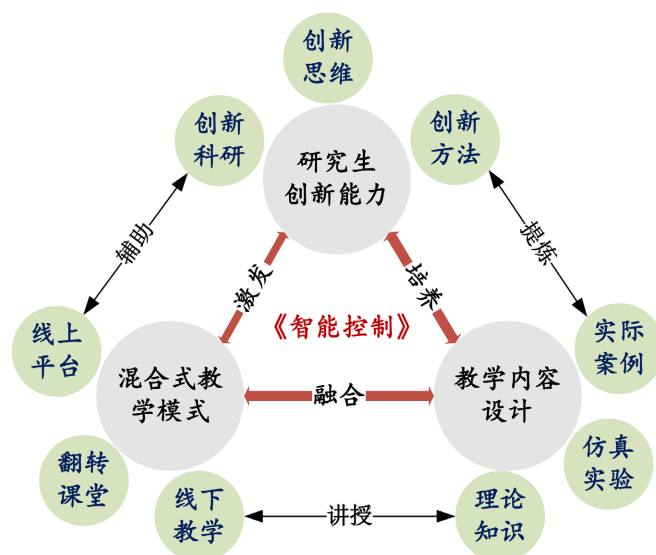 创新
思维
创新
科研
创新
方法
研究生
创新能力
辅助
激发
培养
提炼
《智能控制》
线上
平台
混合式教
学模式
融合
教学内容
设计
实际
案例
翻转
课堂
仿真
实验
线下
教学
讲授
理论
知识